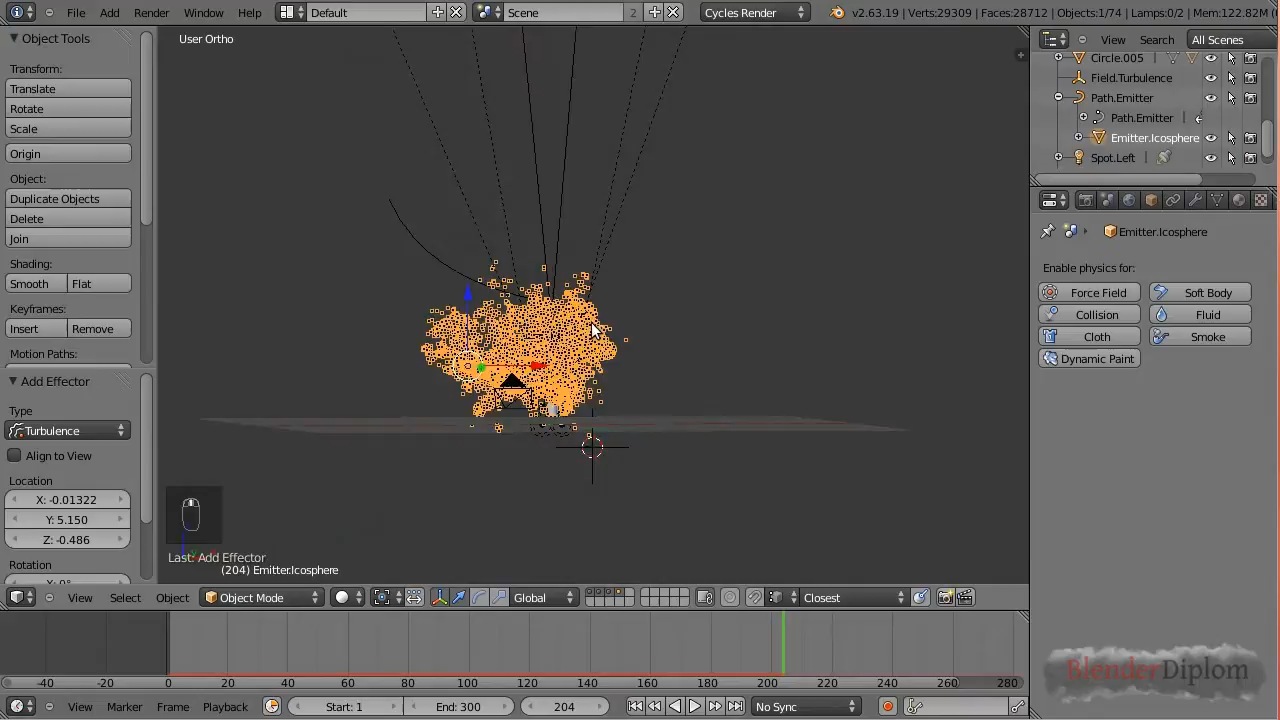 File Add Render Window Help Default Scene 2 Cycles Render v2.63.19 | Verts:29309 | Faces:28712 | Objects:1/74 | Lamps:0/2 | Mem:122.82M
Object Tools
Transform:
Translate
Rotate
Scale
Origin
Object:
Duplicate Objects
Delete
Join
Shading:
Smooth Flat
Keyframes:
Insert Remove
Motion Paths:
Add Effector
Type
Turbulence
Align to View
Location
X: -0.01322
Y: 5.150
Z: -0.486
Rotation
User Ortho
Last: Add Effector
(204) Emitter.Icosphere
View Select Object Object Mode Global Closest
-40 -20 0 20 40 60 80 100 120 140 160 180 200 220 240 260 280
View Marker Frame Playback Start: 1 End: 300 204 No Sync
View Search All Scenes
Circle.005
Field.Turbulence
Path.Emitter
Path.Emitter
Emitter.Icosphere
Spot.Left
Emitter.Icosphere
Enable physics for:
Force Field Soft Body
Collision Fluid
Cloth Smoke
Dynamic Paint
BlenderDiplom